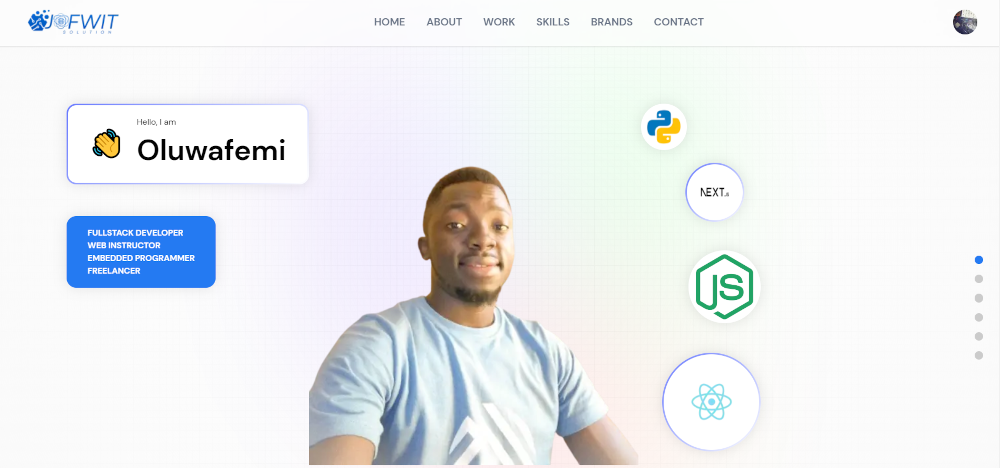 JOFWIT
SOLUTION
HOME
ABOUT
WORK
SKILLS
BRANDS
CONTACT
Hello, I am
Oluwafemi
FULLSTACK DEVELOPER
WEB INSTRUCTOR
EMBEDDED PROGRAMMER
FREELANCER
NEXT.JS
JS